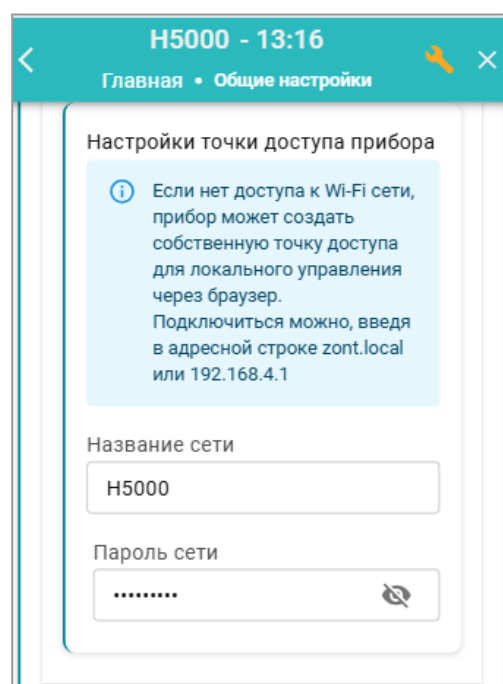 H5000 - 13:16
Главная • Общие настройки
Настройки точки доступа прибора
Если нет доступа к Wi-Fi сети,
прибор может создать
собственную точку доступа
для локального управления
через браузер.
Подключиться можно, введя
в адресной строке zont.local
или 192.168.4.1
Название сети
H5000
Пароль сети
•••••••••